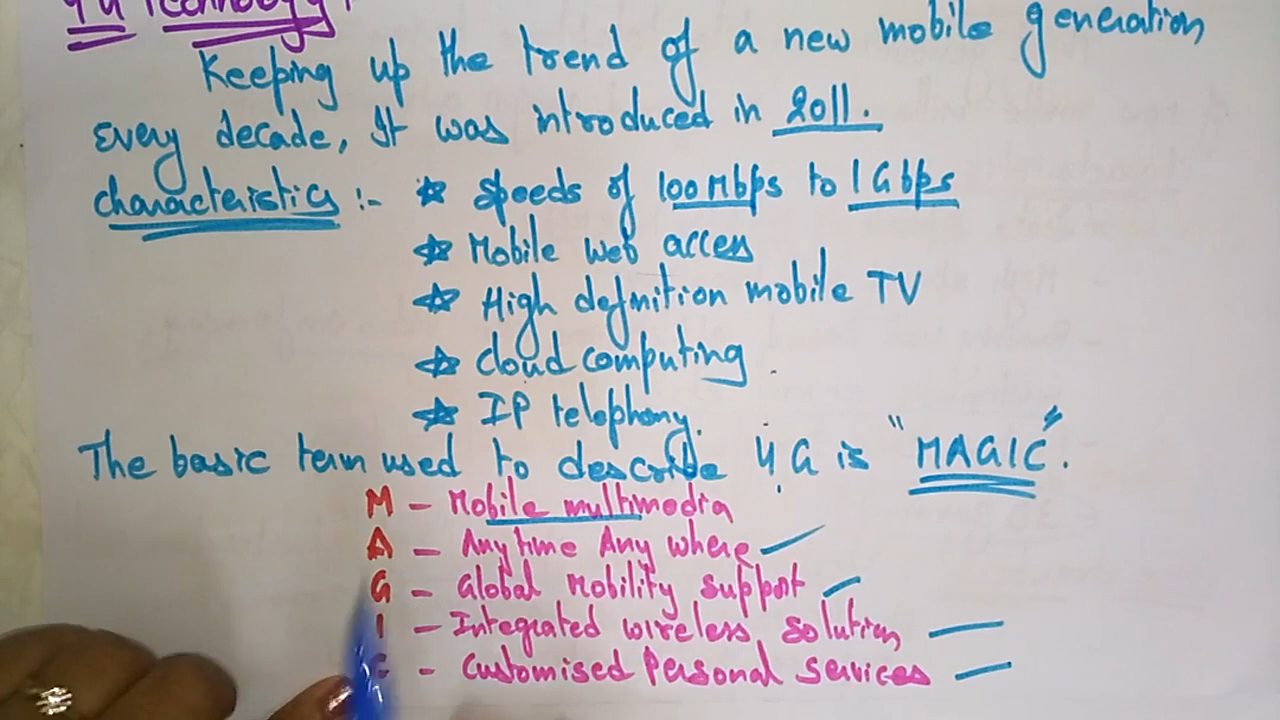 4G Technology:
Keeping up the trend of a new mobile generation
every decade, It was introduced in 2011.
characteristics :- ☆ speeds of 100 Mbps to 1 Gbps
☆ Mobile web access
☆ High definition mobile TV
☆ cloud computing
☆ IP telephony.
The basic term used to describe 4G is "MAGIC".
M - Mobile multimedia
A - Anytime Any where
G - Global Mobility support
I - Integrated wireless solution
C - Customised Personal Services